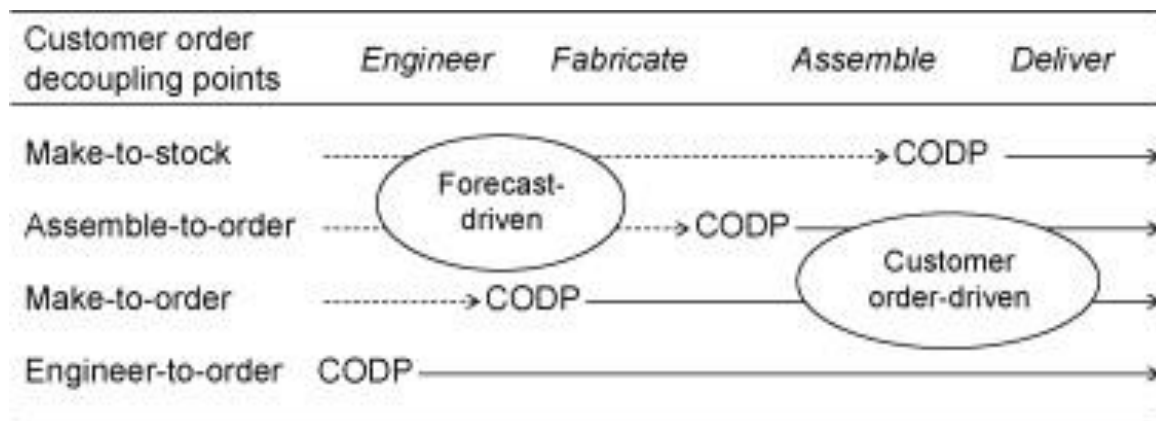 Customer order
decoupling points
Engineer Fabricate Assemble Deliver
Make-to-stock CODP
Forecast-
driven
Assemble-to-order CODP
Customer
order-driven
Make-to-order CODP
Engineer-to-order CODP